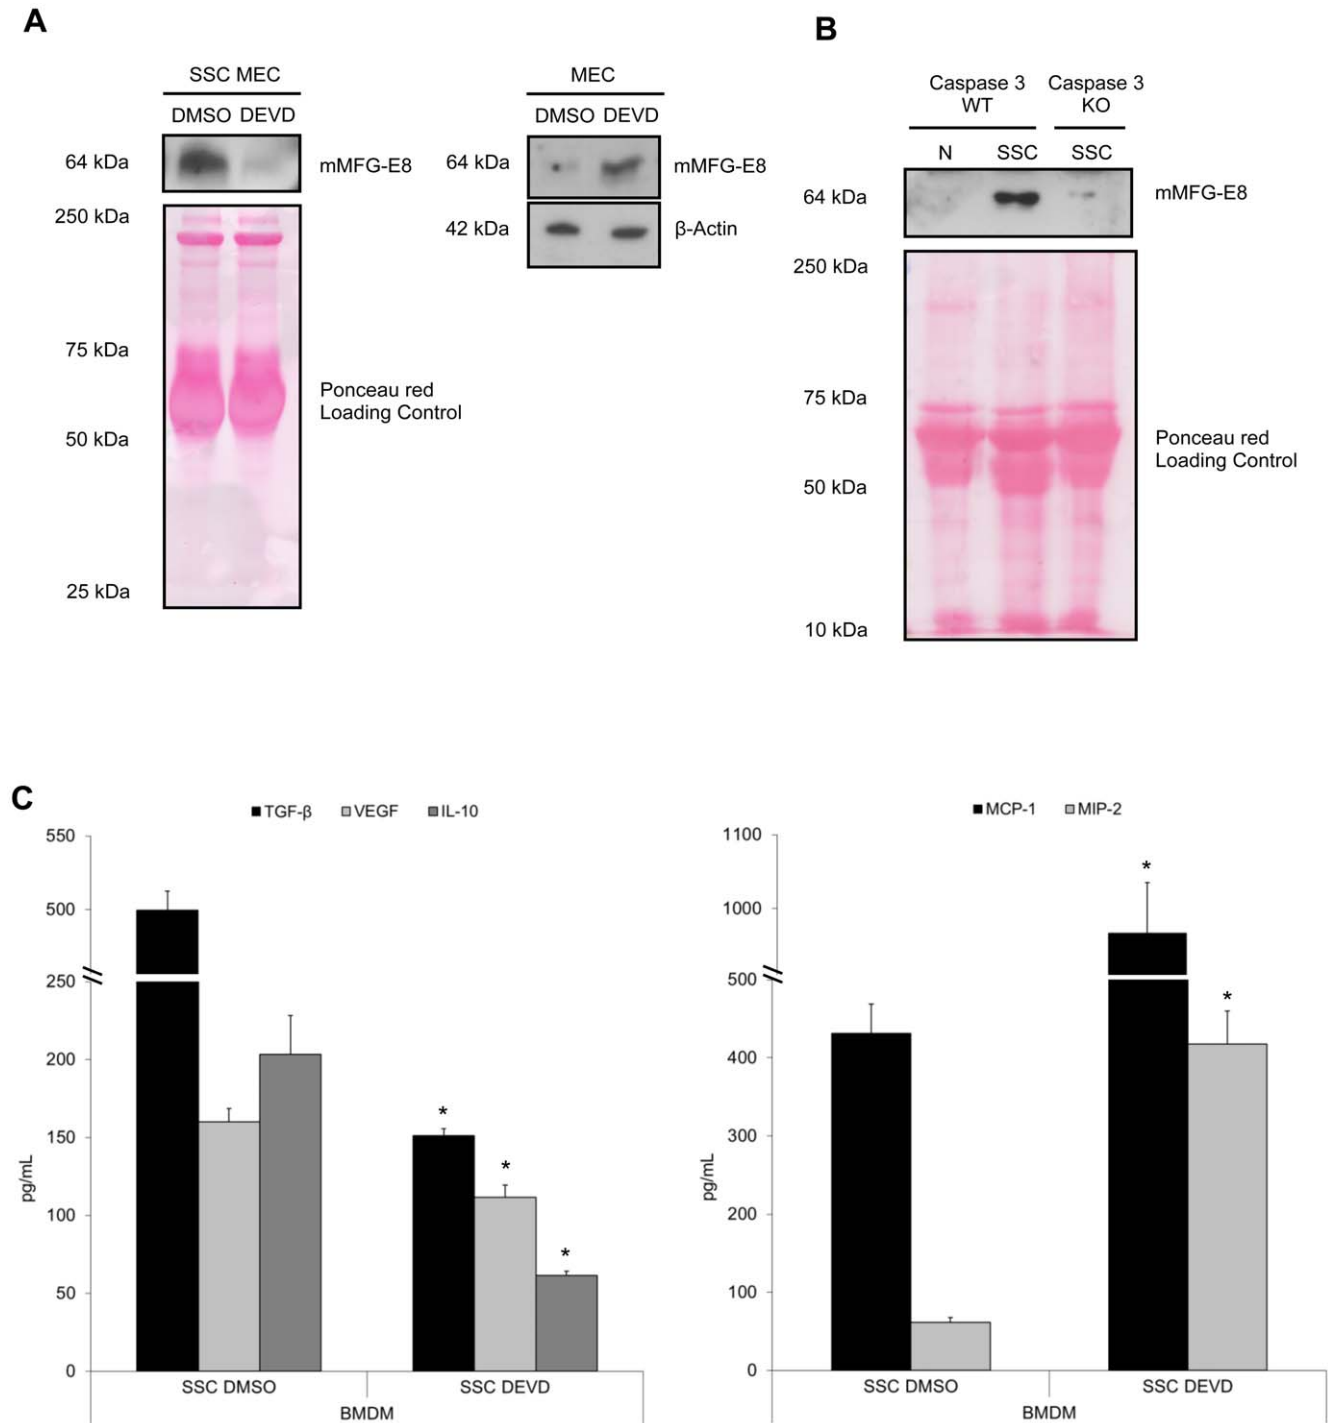 A
SSC MEC
DMSO DEVD
64 kDa
mMFG-E8
250 kDa
75 kDa
Ponceau red
Loading Control
50 kDa
25 kDa
MEC
DMSO DEVD
64 kDa
mMFG-E8
42 kDa
β-Actin
B
Caspase 3
WT
Caspase 3
KO
N SSC SSC
64 kDa
mMFG-E8
250 kDa
75 kDa
Ponceau red
Loading Control
50 kDa
10 kDa
C
TGF-β VEGF IL-10
550
500
250
200
150
100
50
0
pg/mL
* * *
SSC DMSO SSC DEVD
BMDM
MCP-1 MIP-2
1100
1000
500
400
300
200
100
0
pg/mL
* *
SSC DMSO SSC DEVD
BMDM